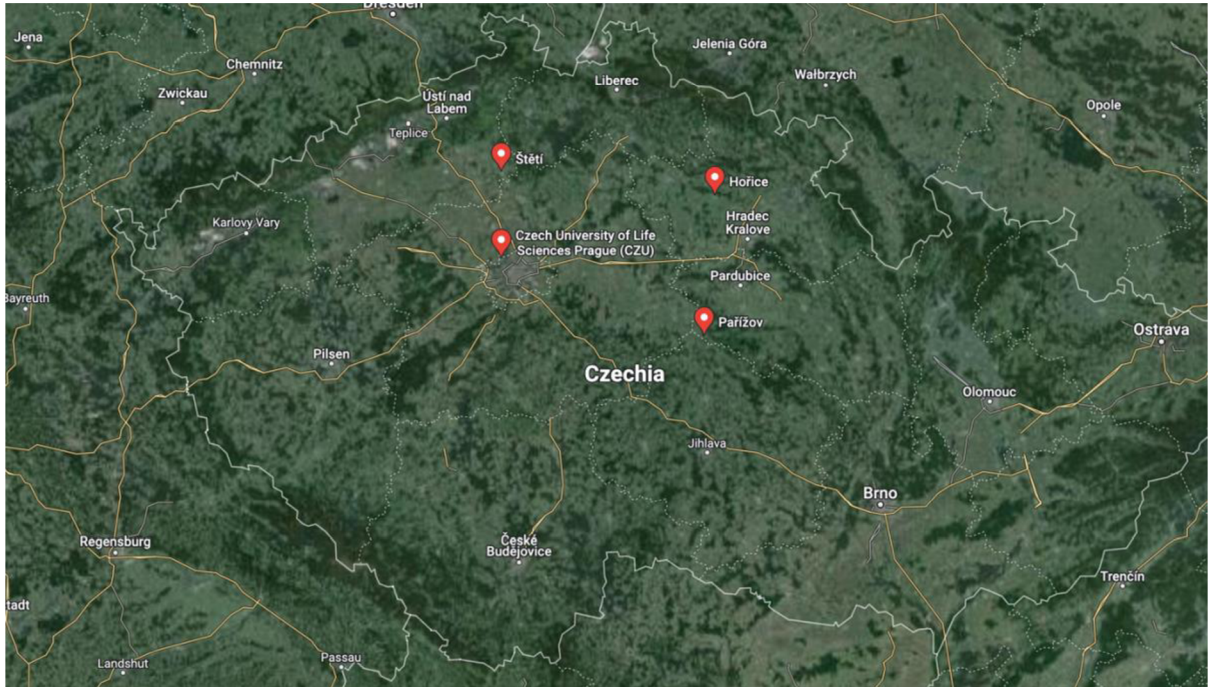 Dresden
Jena
Jelenia Góra
Chemnitz
Wałbrzych
Liberec
Zwickau
Ústí nad
Labem
Opole
Teplice
Štětí
Hořice
Karlovy Vary
Hradec
Kralove
Czech University of Life
Sciences Prague (CZU)
Pardubice
Bayreuth
Pařížov
Ostrava
Pilsen
Czechia
Olomouc
Jihlava
Brno
Regensburg
České
Budějovice
Trenčín
tadt
Passau
Landshut